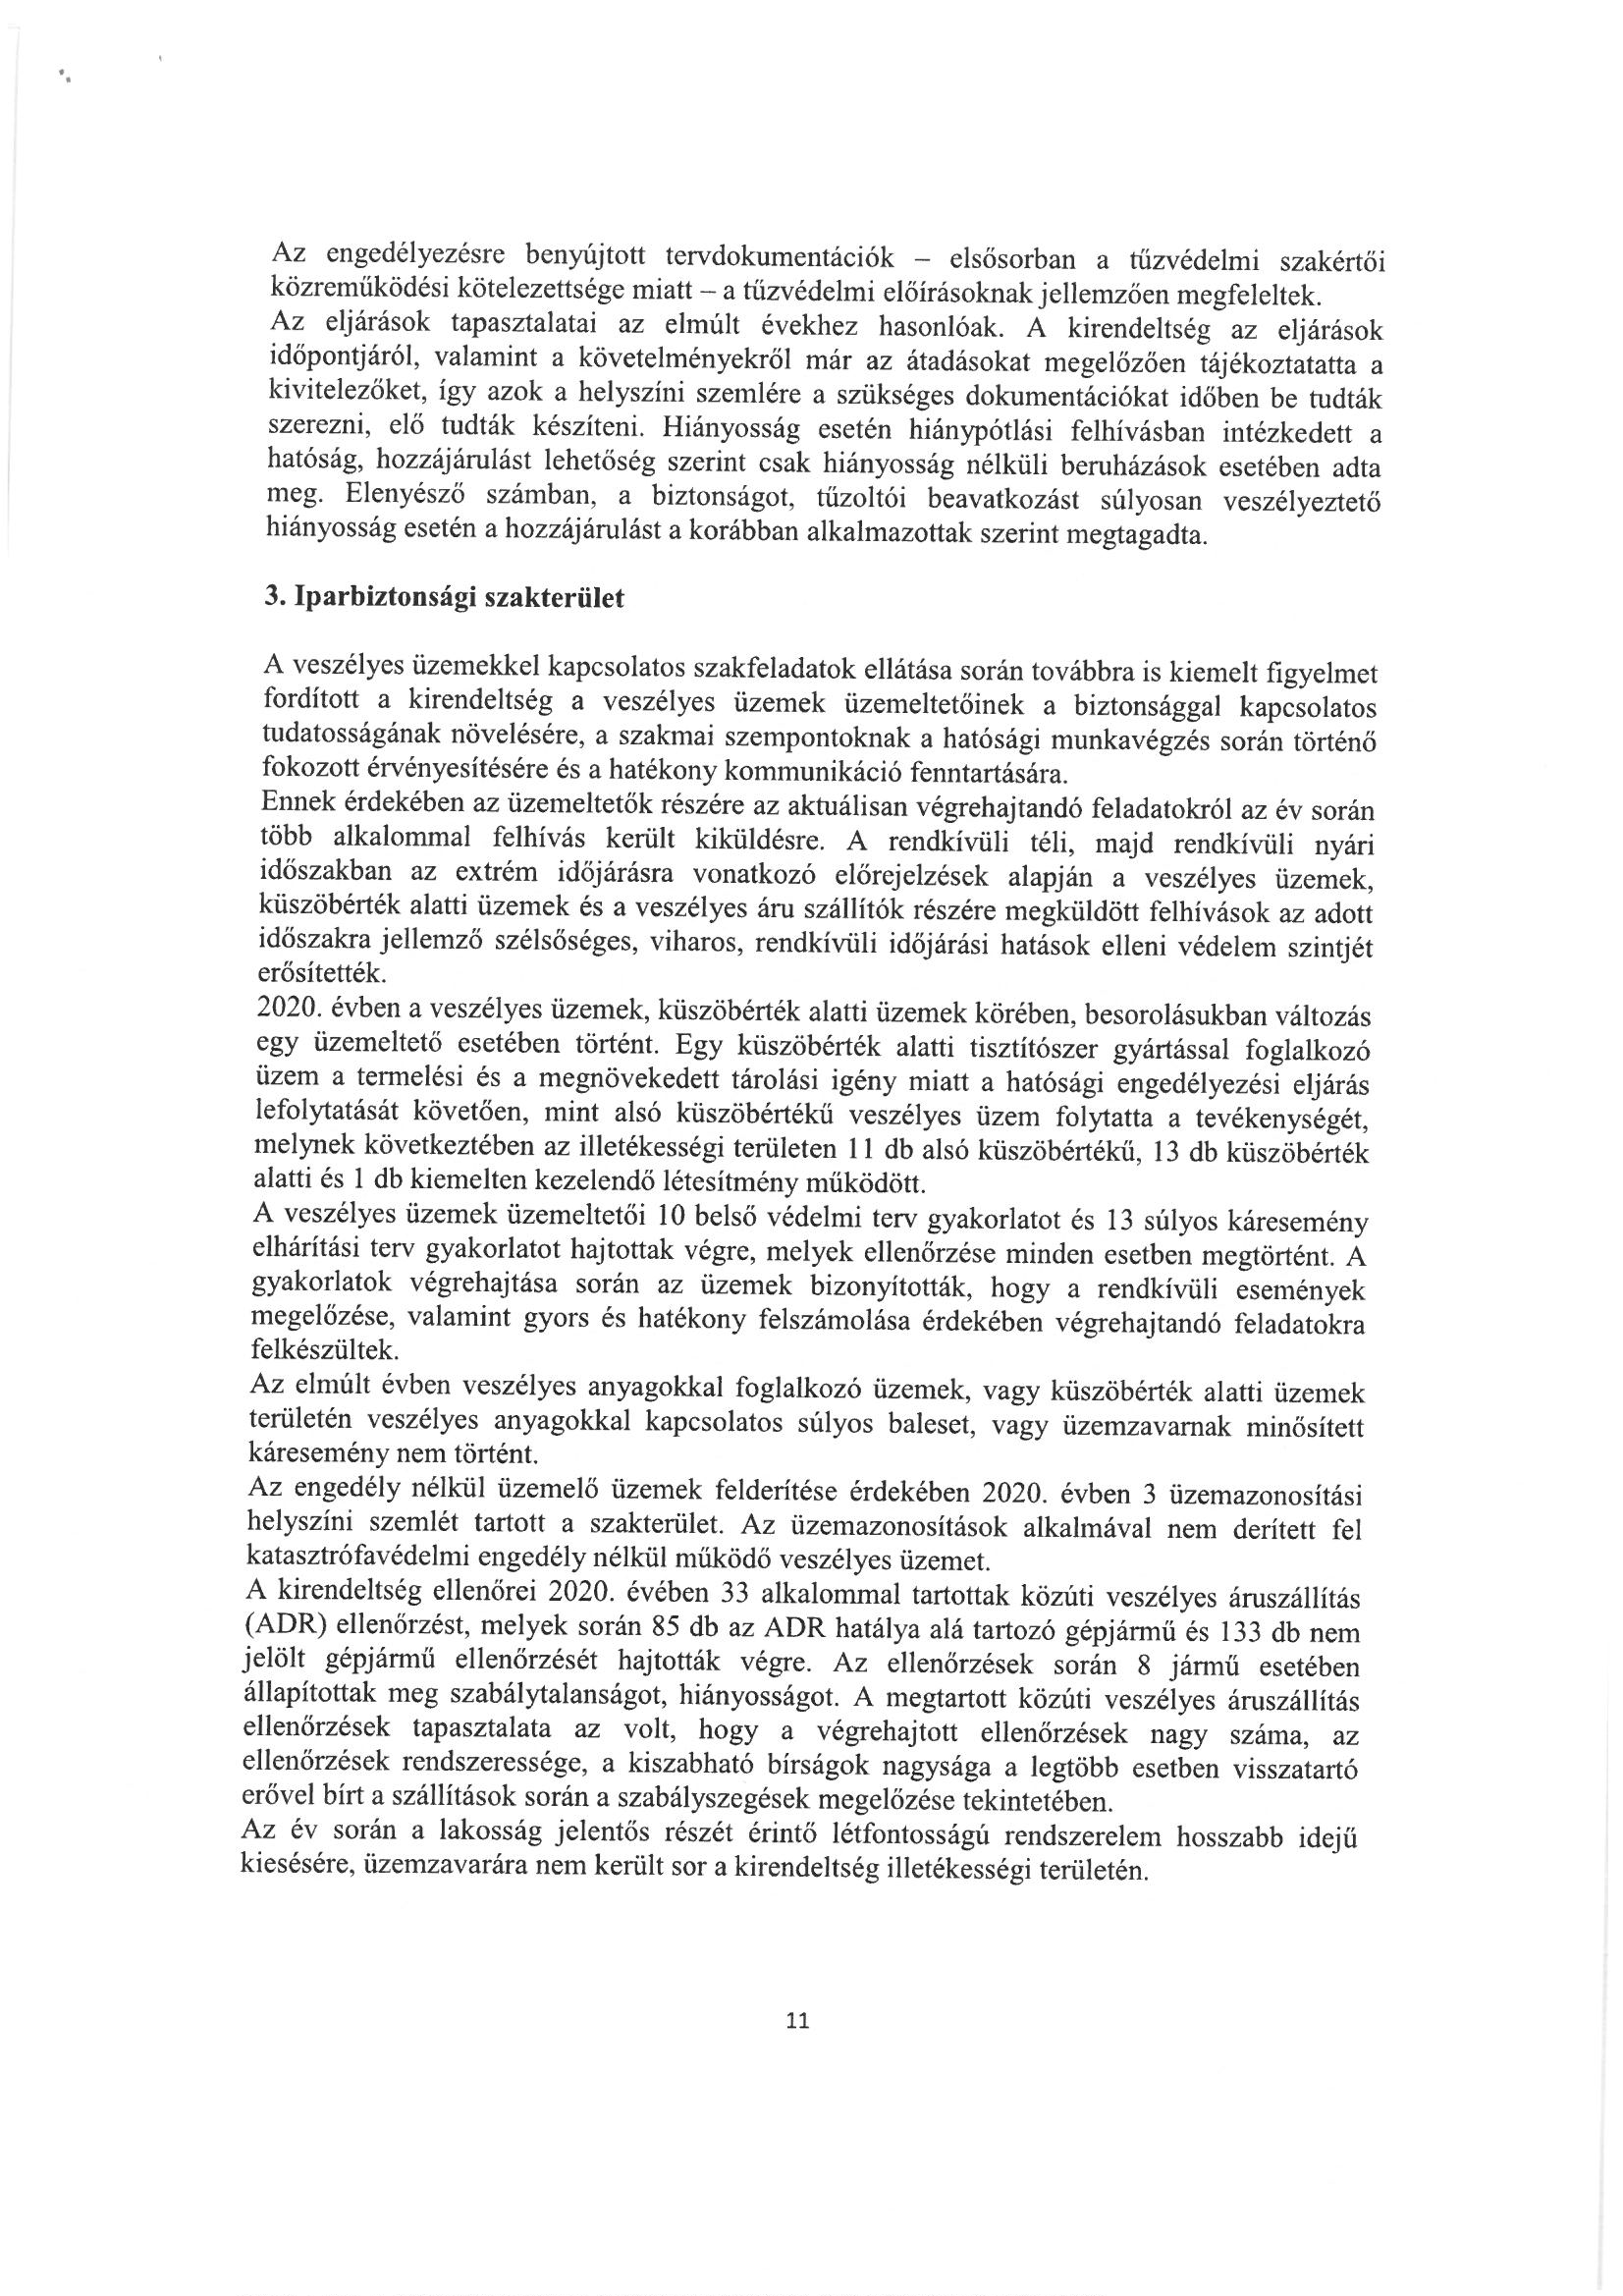 Az engedélyezésre benyújtott tervdokumentációk – elsősorban a tűzvédelmi szakértői
közreműködési kötelezettsége miatt – a tűzvédelmi előírásoknak jellemzően megfeleltek.
Az eljárások tapasztalatai az elmúlt évekhez hasonlóak. A kirendeltség az eljárások
időpontjáról, valamint a követelményekről már az átadásokat megelőzően tájékoztatatta a
kivitelezőket, így azok a helyszíni szemlére a szükséges dokumentációkat időben be tudták
szerezni, elő tudták készíteni. Hiányosság esetén hiánypótlási felhívásban intézkedett a
hatóság, hozzájárulást lehetőség szerint csak hiányosság nélküli beruházások esetében adta
meg. Elenyésző számban, a biztonságot, tűzoltói beavatkozást súlyosan veszélyeztető
hiányosság esetén a hozzájárulást a korábban alkalmazottak szerint megtagadta.
3. Iparbiztonsági szakterület
A veszélyes üzemekkel kapcsolatos szakfeladatok ellátása során továbbra is kiemelt figyelmet
fordított a kirendeltség a veszélyes üzemek üzemeltetőinek a biztonsággal kapcsolatos
tudatosságának növelésére, a szakmai szempontoknak a hatósági munkavégzés során történő
fokozott érvényesítésére és a hatékony kommunikáció fenntartására.
Ennek érdekében az üzemeltetők részére az aktuálisan végrehajtandó feladatokról az év során
több alkalommal felhívás került kiküldésre. A rendkívüli téli, majd rendkívüli nyári
időszakban az extrém időjárásra vonatkozó előrejelzések alapján a veszélyes üzemek,
küszöbérték alatti üzemek és a veszélyes áru szállítók részére megküldött felhívások az adott
időszakra jellemző szélsőséges, viharos, rendkívüli időjárási hatások elleni védelem szintjét
erősítették.
2020. évben a veszélyes üzemek, küszöbérték alatti üzemek körében, besorolásukban változás
egy üzemeltető esetében történt. Egy küszöbérték alatti tisztítószer gyártással foglalkozó
üzem a termelési és a megnövekedett tárolási igény miatt a hatósági engedélyezési eljárás
lefolytatását követően, mint alsó küszöbértékű veszélyes üzem folytatta a tevékenységét,
melynek következtében az illetékességi területen 11 db alsó küszöbértékű, 13 db küszöbérték
alatti és 1 db kiemelten kezelendő létesítmény működött.
A veszélyes üzemek üzemeltetői 10 belső védelmi terv gyakorlatot és 13 súlyos káresemény
elhárítási terv gyakorlatot hajtottak végre, melyek ellenőrzése minden esetben megtörtént. A
gyakorlatok végrehajtása során az üzemek bizonyították, hogy a rendkívüli események
megelőzése, valamint gyors és hatékony felszámolása érdekében végrehajtandó feladatokra
felkészültek.
Az elmúlt évben veszélyes anyagokkal foglalkozó üzemek, vagy küszöbérték alatti üzemek
területén veszélyes anyagokkal kapcsolatos súlyos baleset, vagy üzemzavarnak minősített
káresemény nem történt.
Az engedély nélkül üzemelő üzemek felderítése érdekében 2020. évben 3 üzemazonosítási
helyszíni szemlét tartott a szakterület. Az üzemazonosítások alkalmával nem derített fel
katasztrófavédelmi engedély nélkül működő veszélyes üzemet.
A kirendeltség ellenőrei 2020. évében 33 alkalommal tartottak közúti veszélyes áruszállítás
(ADR) ellenőrzést, melyek során 85 db az ADR hatálya alá tartozó gépjármű és 133 db nem
jelölt gépjármű ellenőrzését hajtották végre. Az ellenőrzések során 8 jármű esetében
állapítottak meg szabálytalanságot, hiányosságot. A megtartott közúti veszélyes áruszállítás
ellenőrzések tapasztalata az volt, hogy a végrehajtott ellenőrzések nagy száma, az
ellenőrzések rendszeressége, a kiszabható bírságok nagysága a legtöbb esetben visszatartó
erővel bírt a szállítások során a szabályszegések megelőzése tekintetében.
Az év során a lakosság jelentős részét érintő létfontosságú rendszerelem hosszabb idejű
kiesésére, üzemzavarára nem került sor a kirendeltség illetékességi területén.
11